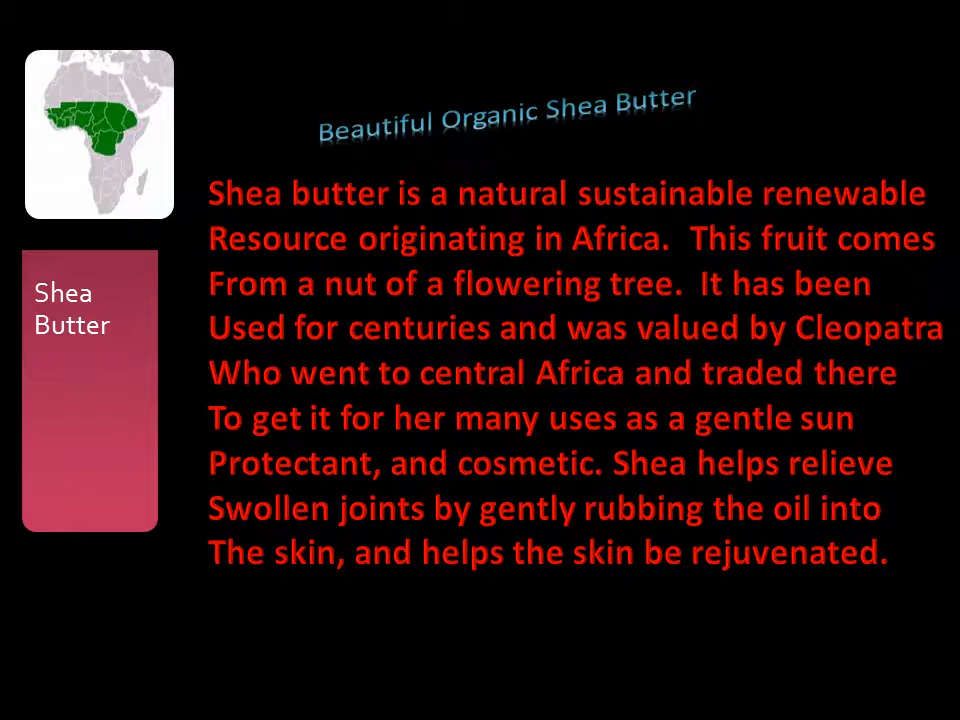 Beautiful Organic Shea Butter
Shea butter is a natural sustainable renewable
Resource originating in Africa.  This fruit comes
From a nut of a flowering tree.  It has been
Used for centuries and was valued by Cleopatra
Who went to central Africa and traded there
To get it for her many uses as a gentle sun
Protectant, and cosmetic. Shea helps relieve
Swollen joints by gently rubbing the oil into
The skin, and helps the skin be rejuvenated.
Shea
Butter